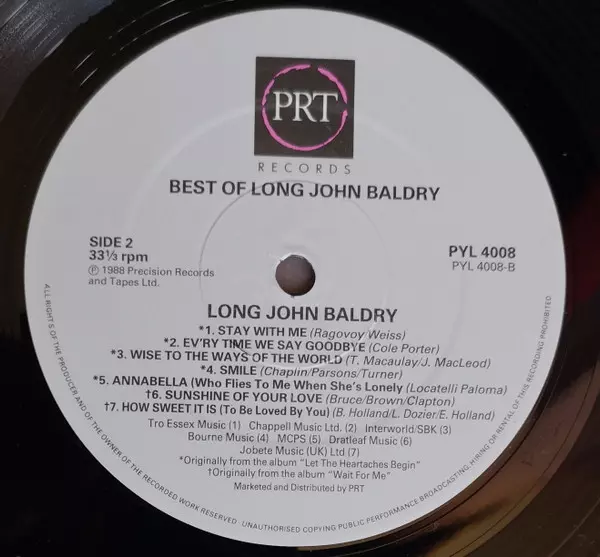 PRT
RECORDS
BEST OF LONG JOHN BALDRY
SIDE 2
33⅓ rpm
℗ 1988 Precision Records
and Tapes Ltd.
PYL 4008
PYL 4008-B
LONG JOHN BALDRY
*1. STAY WITH ME (Ragovoy Weiss)
*2. EV'RY TIME WE SAY GOODBYE (Cole Porter)
*3. WISE TO THE WAYS OF THE WORLD (T. Macaulay/J. MacLeod)
*4. SMILE (Chaplin/Parsons/Turner)
*5. ANNABELLA (Who Flies To Me When She's Lonely (Locatelli Paloma)
†6. SUNSHINE OF YOUR LOVE (Bruce/Brown/Clapton)
†7. HOW SWEET IT IS (To Be Loved By You) (B. Holland/L. Dozier/E. Holland)
Tro Essex Music (1) Chappell Music Ltd. (2) Interworld/SBK (3)
Bourne Music (4) MCPS (5) Dratleaf Music (6)
Jobete Music (UK) Ltd (7)
*Originally from the album "Let The Heartaches Begin"
†Originally from the album "Wait For Me"
Marketed and Distributed by PRT
ALL RIGHTS OF THE PRODUCER AND OF THE OWNER OF THE RECORDED WORK RESERVED UNAUTHORISED COPYING PUBLIC PERFORMANCE BROADCASTING, HIRING OR RENTAL OF THIS RECORDING PROHIBITED